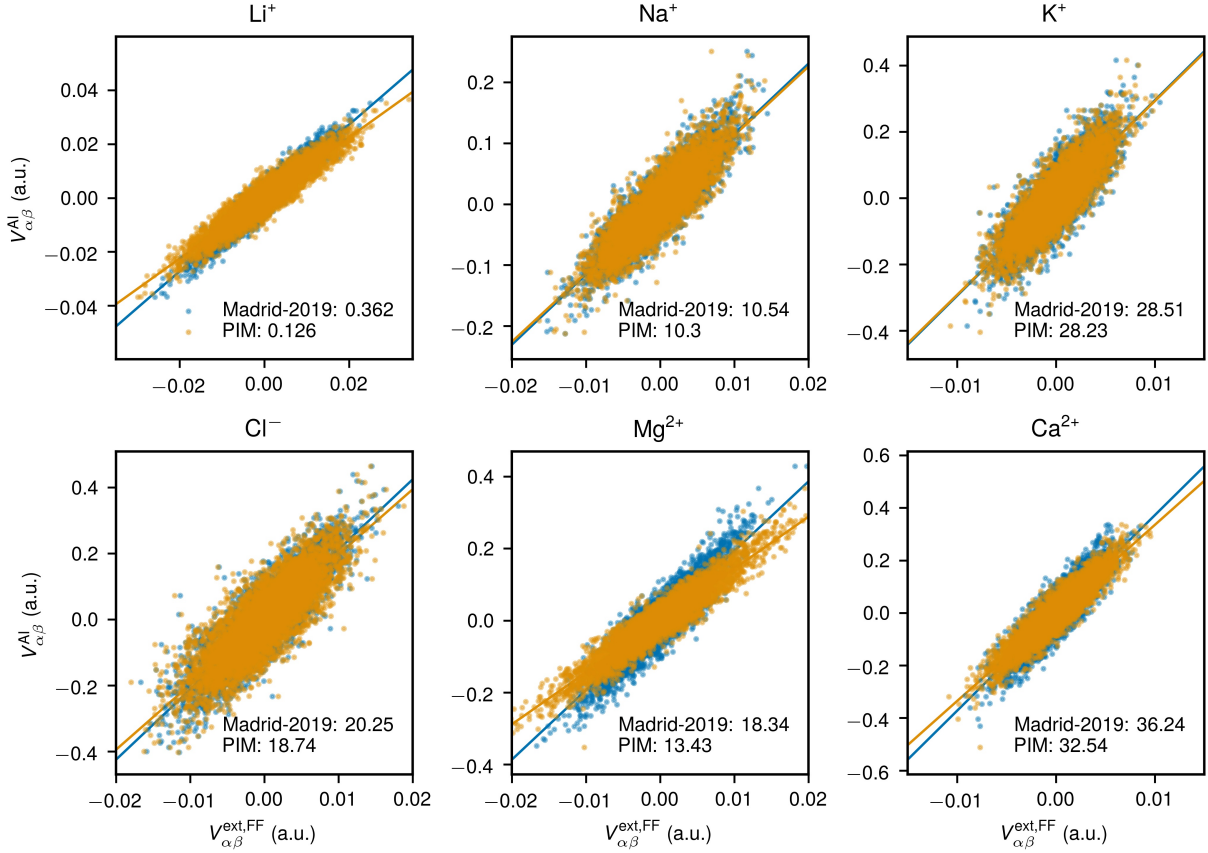 Li⁺
Na⁺
K⁺
0.04
0.02
0.00
−0.02
−0.04
V^AI_αβ (a.u.)
Madrid-2019: 0.362
PIM: 0.126
−0.02 0.00 0.02
0.2
0.1
0.0
−0.1
−0.2
Madrid-2019: 10.54
PIM: 10.3
−0.02 −0.01 0.00 0.01 0.02
0.4
0.2
0.0
−0.2
−0.4
Madrid-2019: 28.51
PIM: 28.23
−0.01 0.00 0.01
Cl⁻
Mg²⁺
Ca²⁺
0.4
0.2
0.0
−0.2
−0.4
V^AI_αβ (a.u.)
Madrid-2019: 20.25
PIM: 18.74
−0.02 −0.01 0.00 0.01 0.02
V^ext,FF_αβ (a.u.)
0.4
0.2
0.0
−0.2
−0.4
Madrid-2019: 18.34
PIM: 13.43
−0.02 −0.01 0.00 0.01 0.02
V^ext,FF_αβ (a.u.)
0.6
0.4
0.2
0.0
−0.2
−0.4
−0.6
Madrid-2019: 36.24
PIM: 32.54
−0.01 0.00 0.01
V^ext,FF_αβ (a.u.)